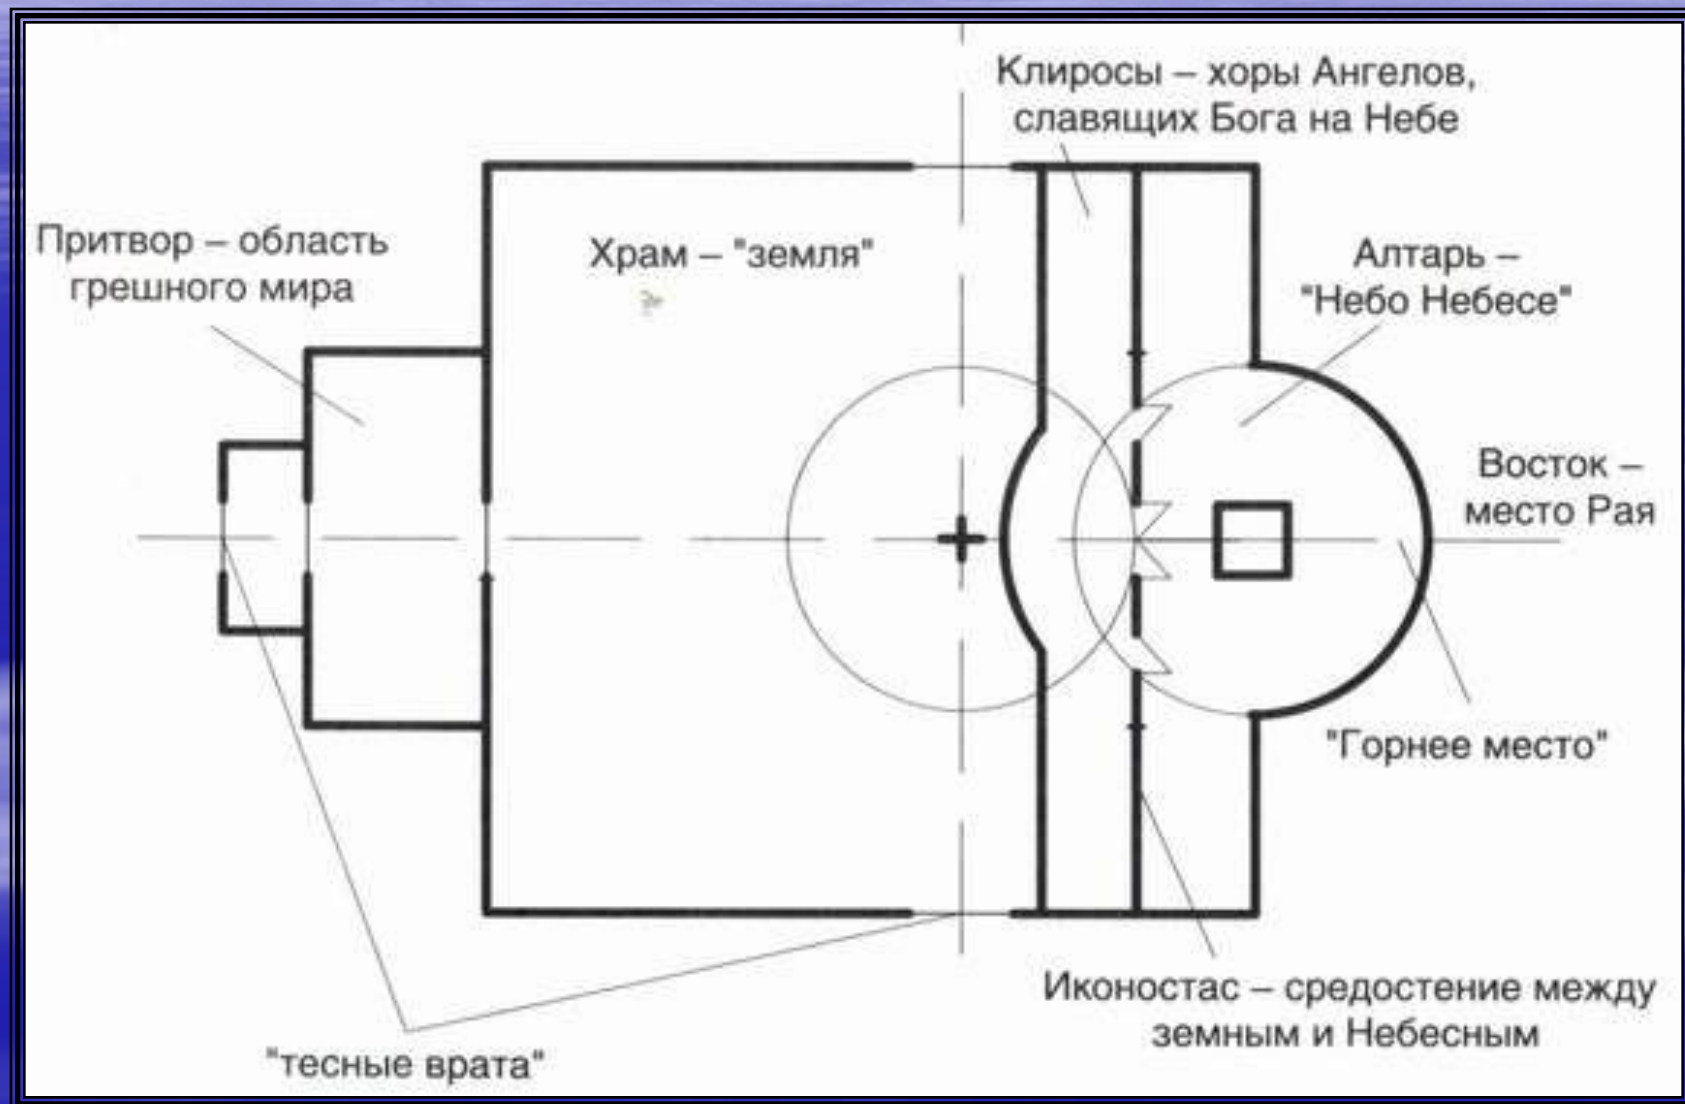 Клиросы – хоры Ангелов,
славящих Бога на Небе
Притвор – область
грешного мира
Храм – "земля"
Алтарь –
"Небо Небесе"
Восток –
место Рая
"Горнее место"
Иконостас – средостение между
земным и Небесным
"тесные врата"